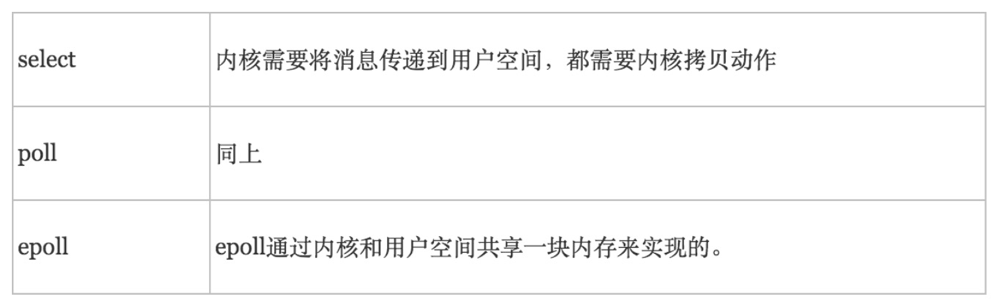 select 内核需要将消息传递到用户空间，都需要内核拷贝动作
poll 同上
epoll epoll通过内核和用户空间共享一块内存来实现的。